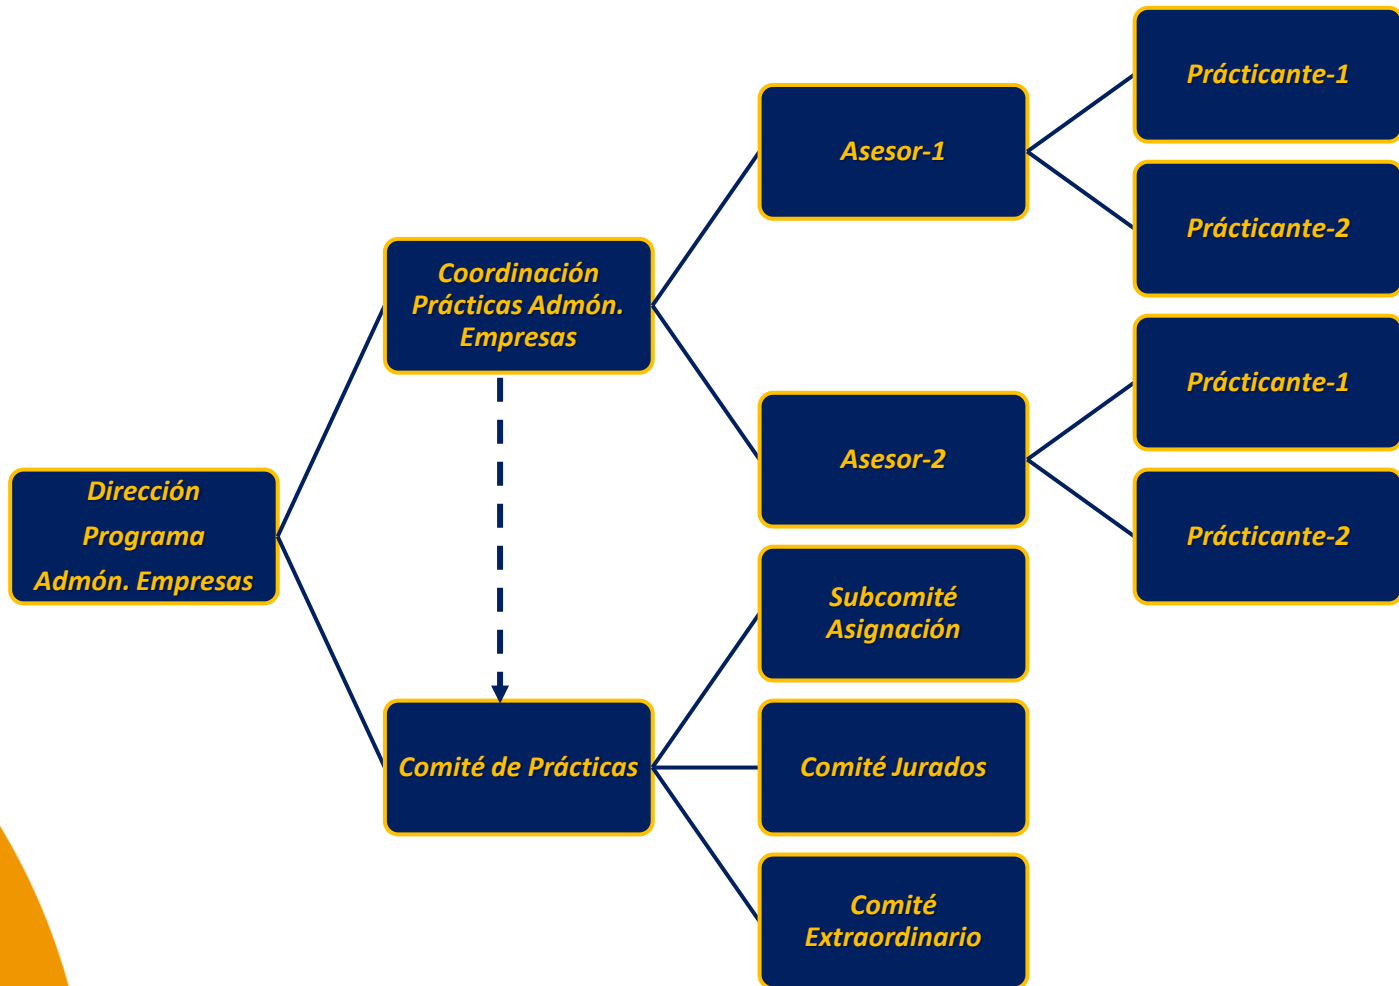 Dirección
Programa
Admón. Empresas
Coordinación
Prácticas Admón.
Empresas
Asesor-1
Prácticante-1
Prácticante-2
Asesor-2
Prácticante-1
Prácticante-2
Comité de Prácticas
Subcomité
Asignación
Comité Jurados
Comité
Extraordinario